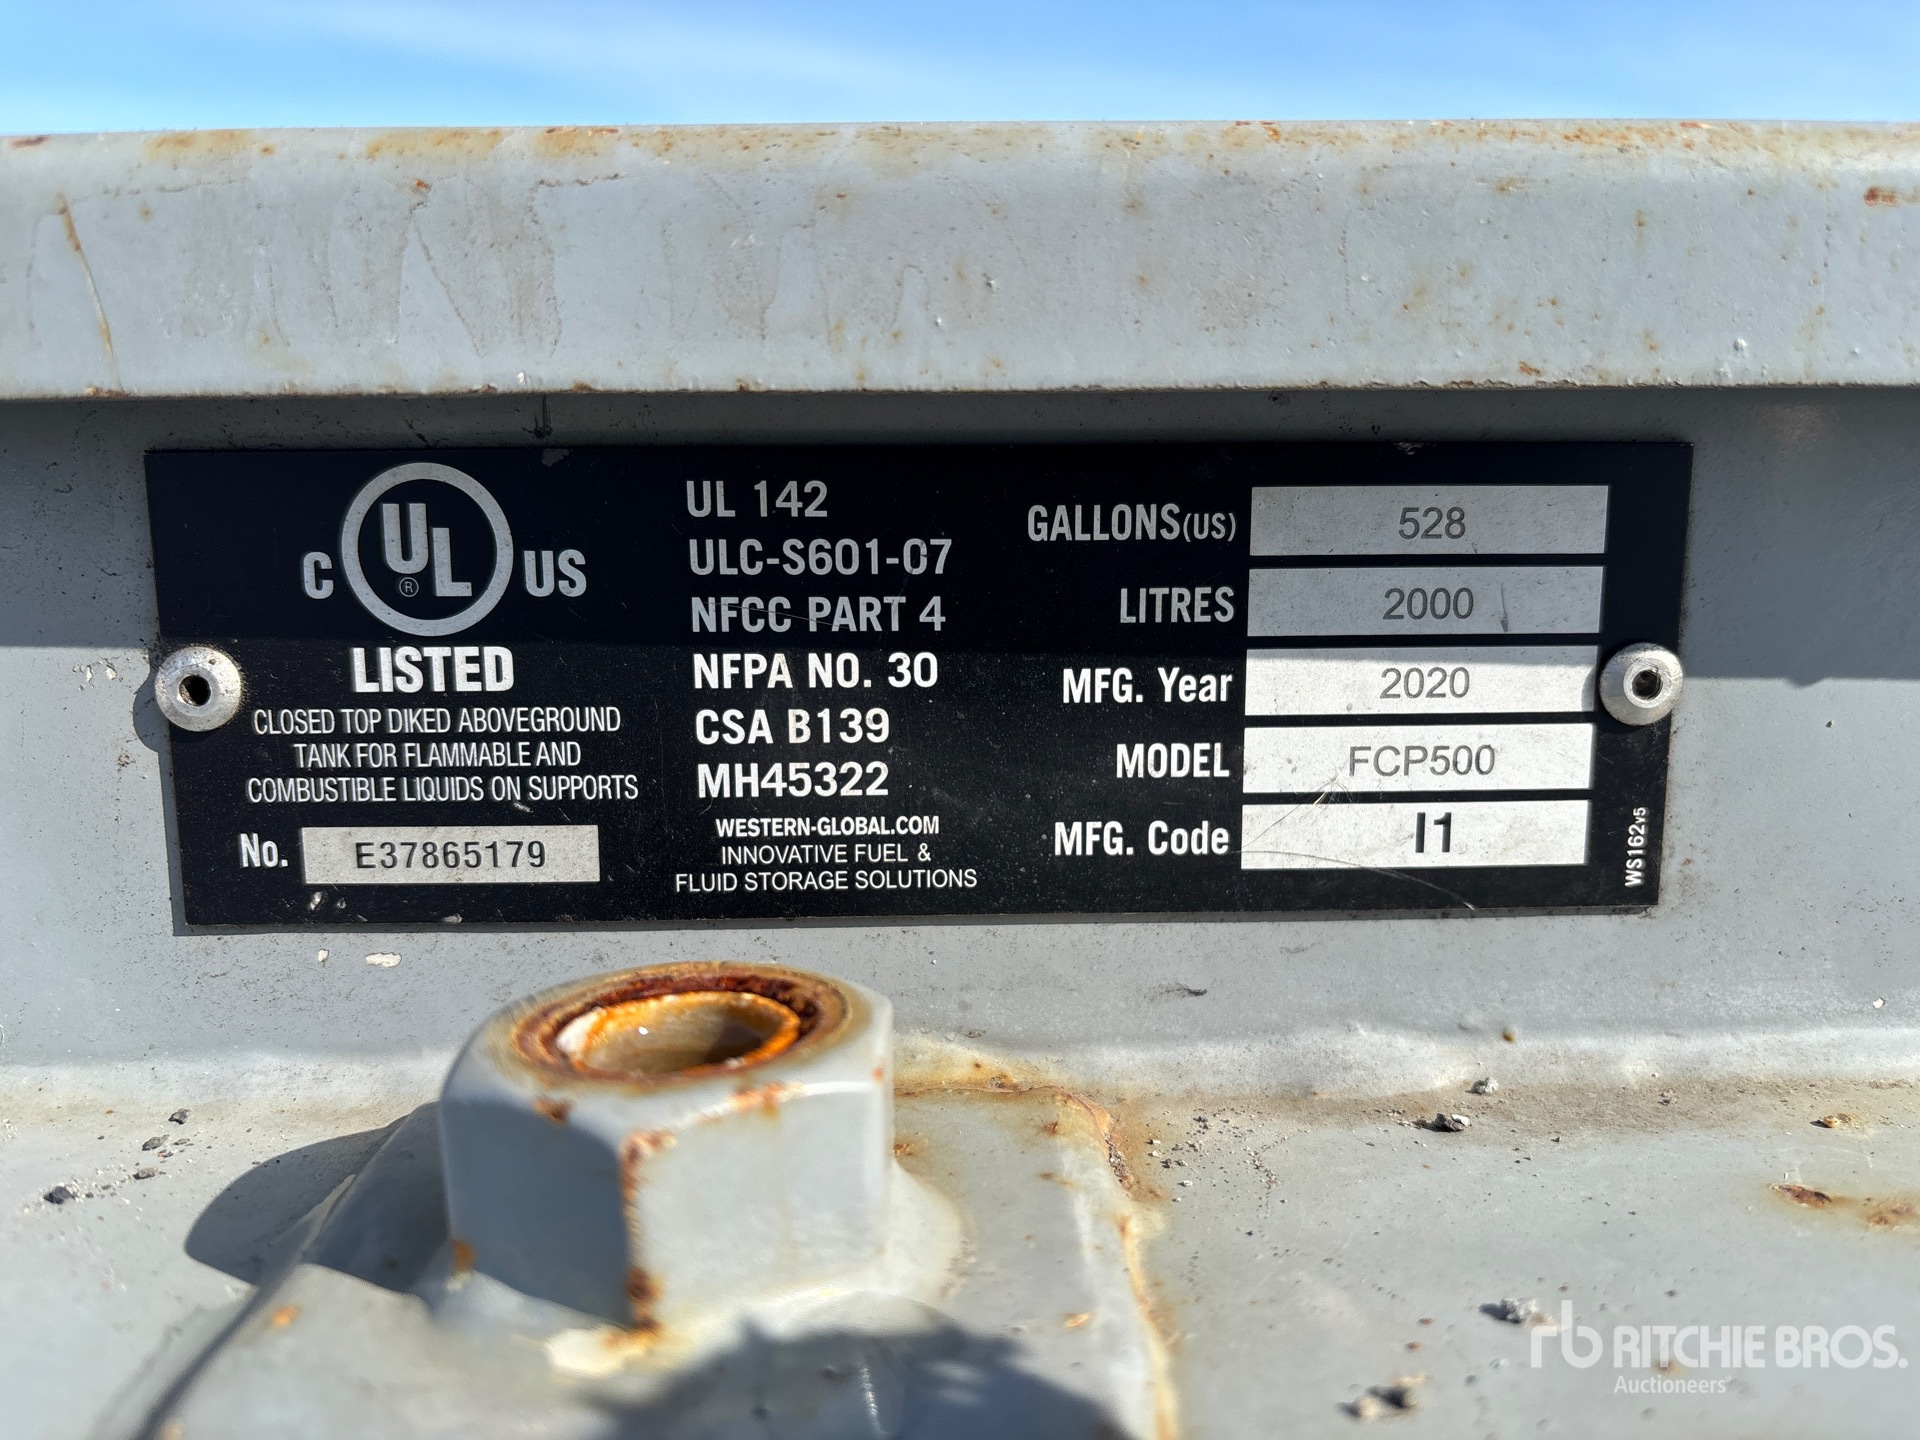 C UL ® US
LISTED
CLOSED TOP DIKED ABOVEGROUND
TANK FOR FLAMMABLE AND
COMBUSTIBLE LIQUIDS ON SUPPORTS
No. E37865179
UL 142
ULC-S601-07
NFCC PART 4
NFPA NO. 30
CSA B139
MH45322
WESTERN-GLOBAL.COM
INNOVATIVE FUEL &
FLUID STORAGE SOLUTIONS
GALLONS(US) 528
LITRES 2000
MFG. Year 2020
MODEL FCP500
MFG. Code I1
WS162v5
rb RITCHIE BROS.
Auctioneers